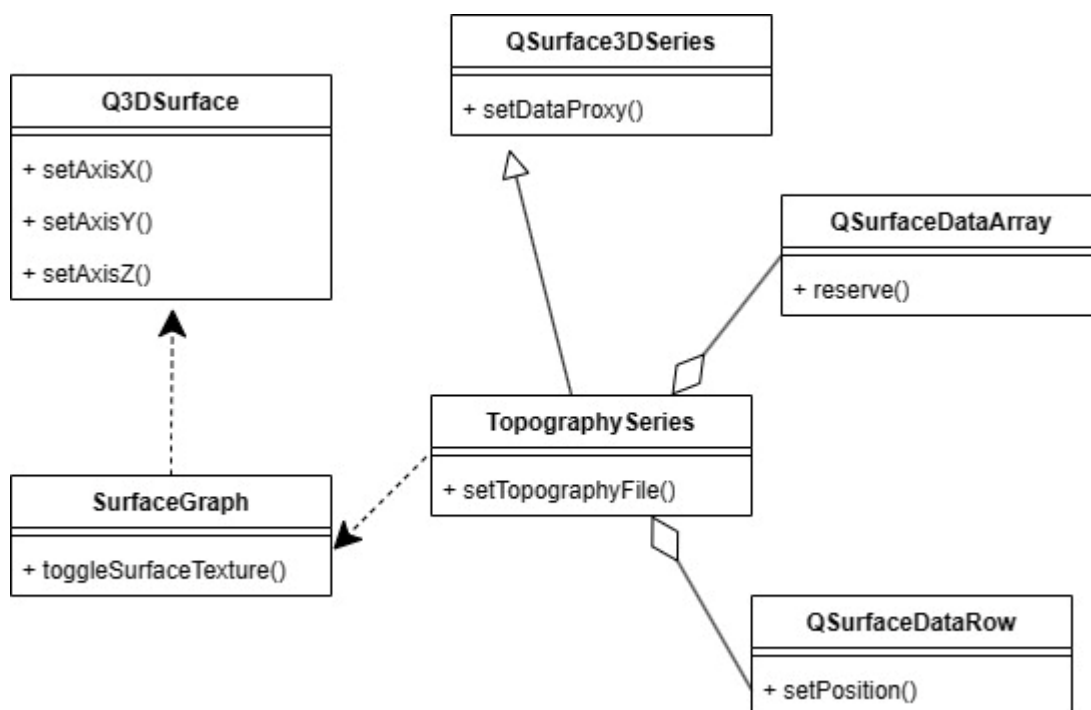 QSurface3DSeries
+ setDataProxy()
Q3DSurface
+ setAxisX()
+ setAxisY()
+ setAxisZ()
QSurfaceDataArray
+ reserve()
TopographySeries
+ setTopographyFile()
SurfaceGraph
+ toggleSurfaceTexture()
QSurfaceDataRow
+ setPosition()